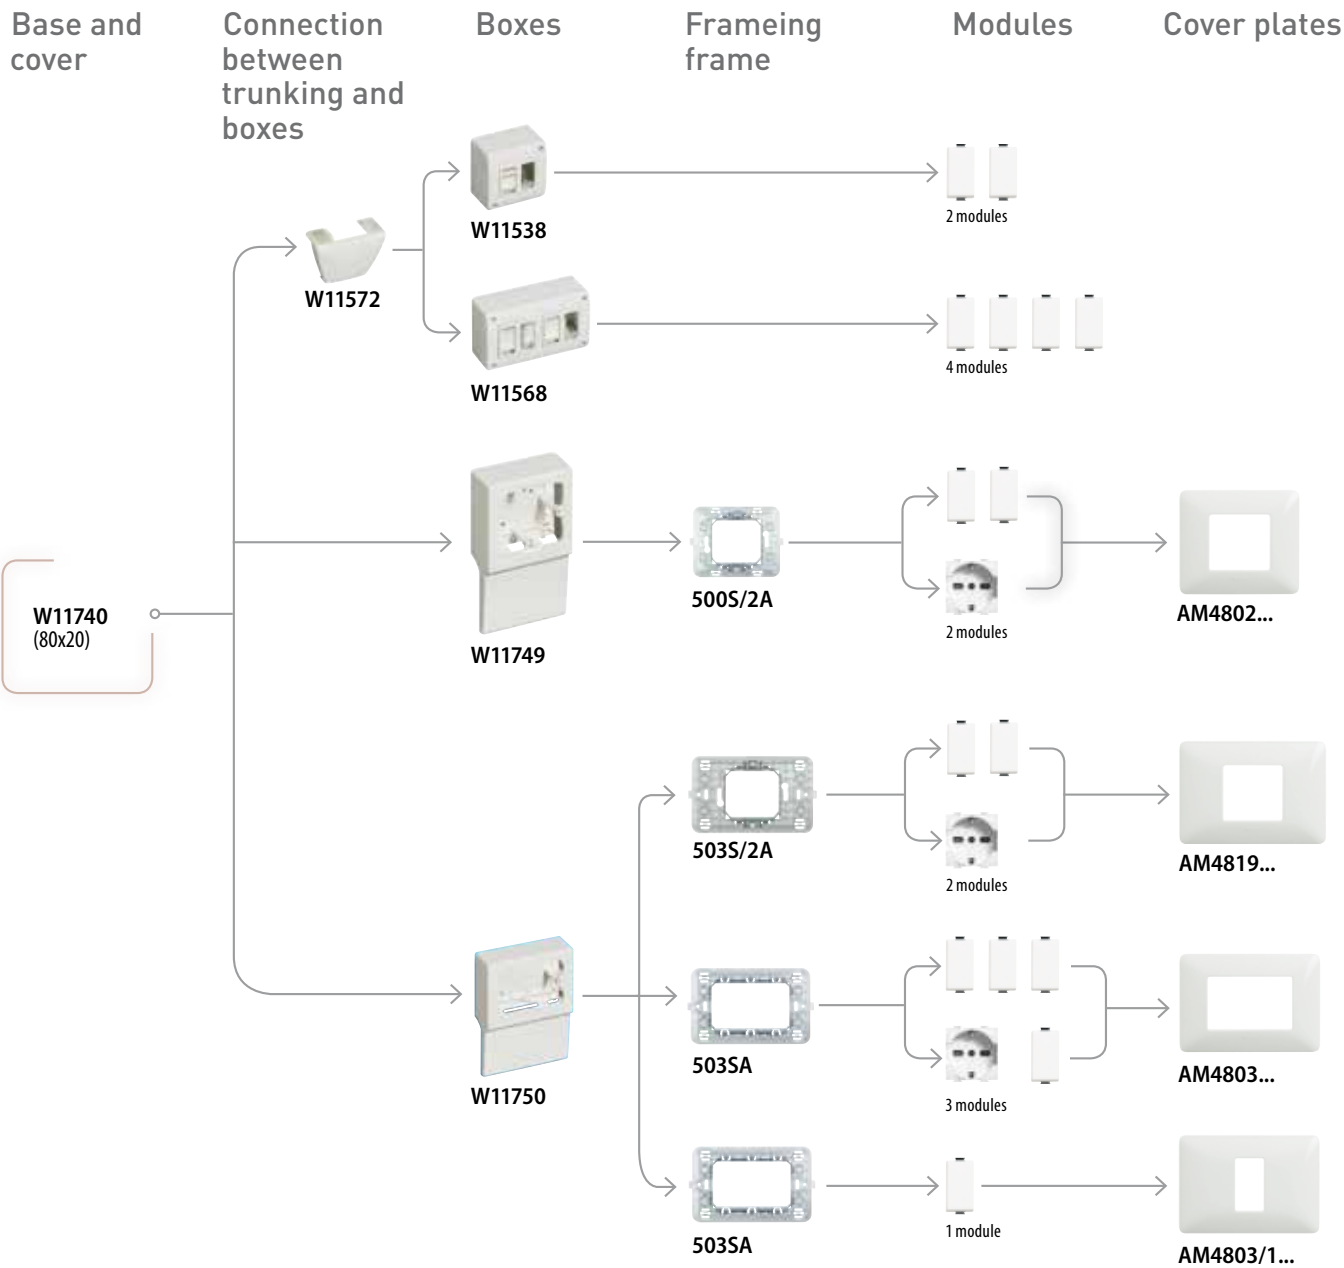 Base and
cover
Connection
between
trunking and
boxes
Boxes
Frameing
frame
Modules
Cover plates
W11538
2 modules
W11572
W11568
4 modules
W11740
(80x20)
W11749
500S/2A
2 modules
AM4802...
503S/2A
2 modules
AM4819...
W11750
503SA
3 modules
AM4803...
503SA
1 module
AM4803/1...